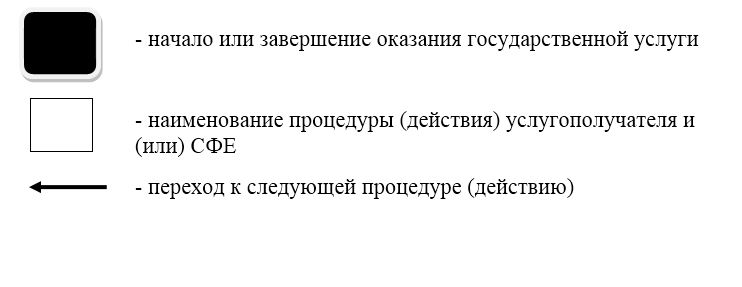 - начало или завершение оказания государственной услуги
- наименование процедуры (действия) услугополучателя и
(или) СФЕ
- переход к следующей процедуре (действию)